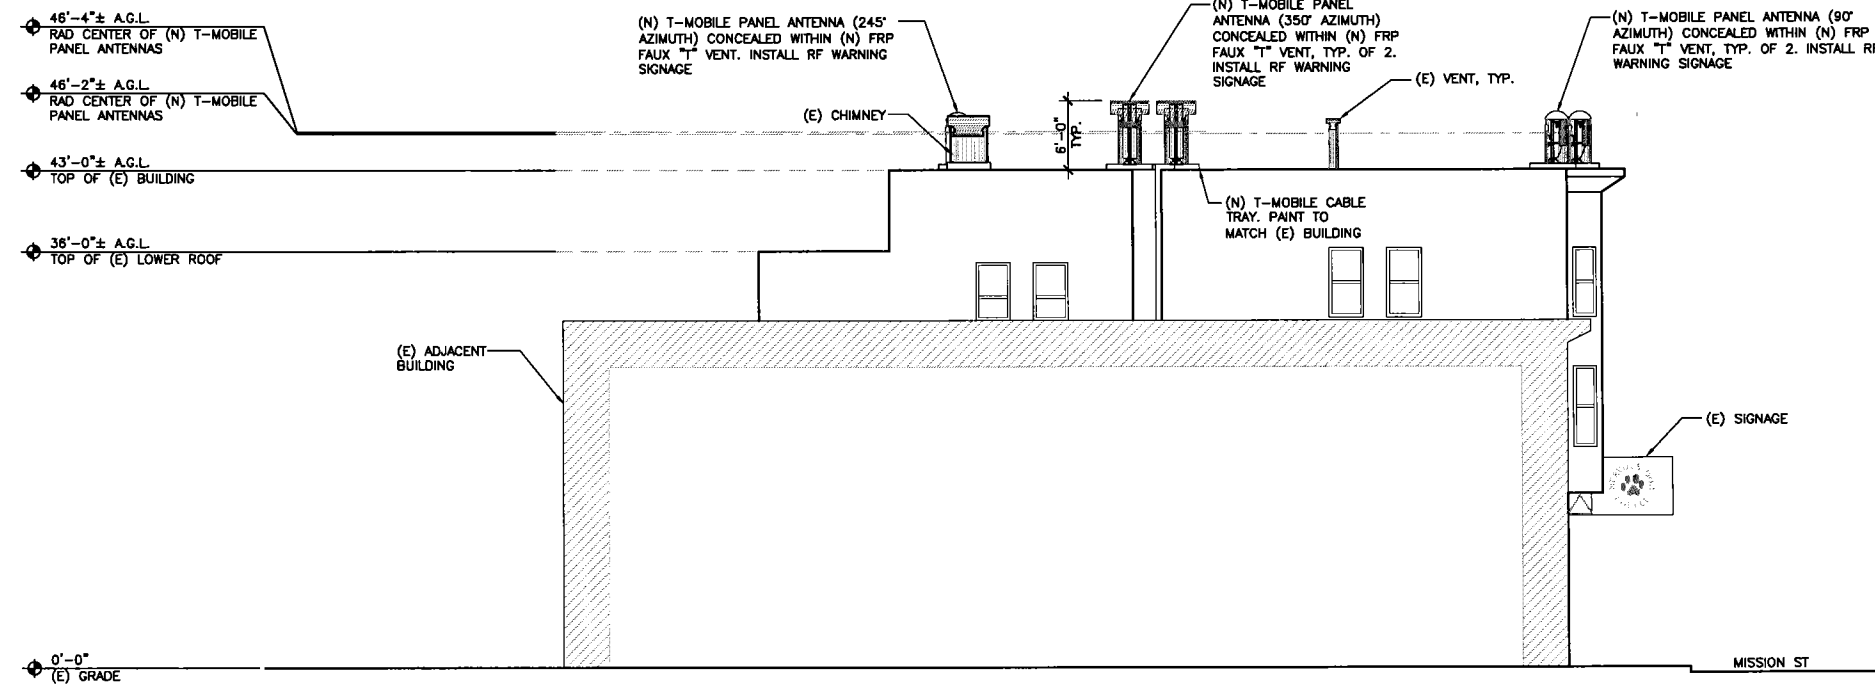 46'-4"± A.G.L.
RAD CENTER OF (N) T-MOBILE
PANEL ANTENNAS
46'-2"± A.G.L.
RAD CENTER OF (N) T-MOBILE
PANEL ANTENNAS
43'-0"± A.G.L.
TOP OF (E) BUILDING
36'-0"± A.G.L.
TOP OF (E) LOWER ROOF
(N) T-MOBILE PANEL ANTENNA (245°
AZIMUTH) CONCEALED WITHIN (N) FRP
FAUX "T" VENT. INSTALL RF WARNING
SIGNAGE
(E) CHIMNEY
(N) T-MOBILE PANEL
ANTENNA (350° AZIMUTH)
CONCEALED WITHIN (N) FRP
FAUX "T" VENT, TYP. OF 2.
INSTALL RF WARNING
SIGNAGE
6'-0"
TYP.
(E) VENT, TYP.
(N) T-MOBILE PANEL ANTENNA (90°
AZIMUTH) CONCEALED WITHIN (N) FRP
FAUX "T" VENT, TYP. OF 2. INSTALL RF
WARNING SIGNAGE
(N) T-MOBILE CABLE
TRAY. PAINT TO
MATCH (E) BUILDING
(E) ADJACENT
BUILDING
(E) SIGNAGE
0'-0"
(E) GRADE
MISSION ST